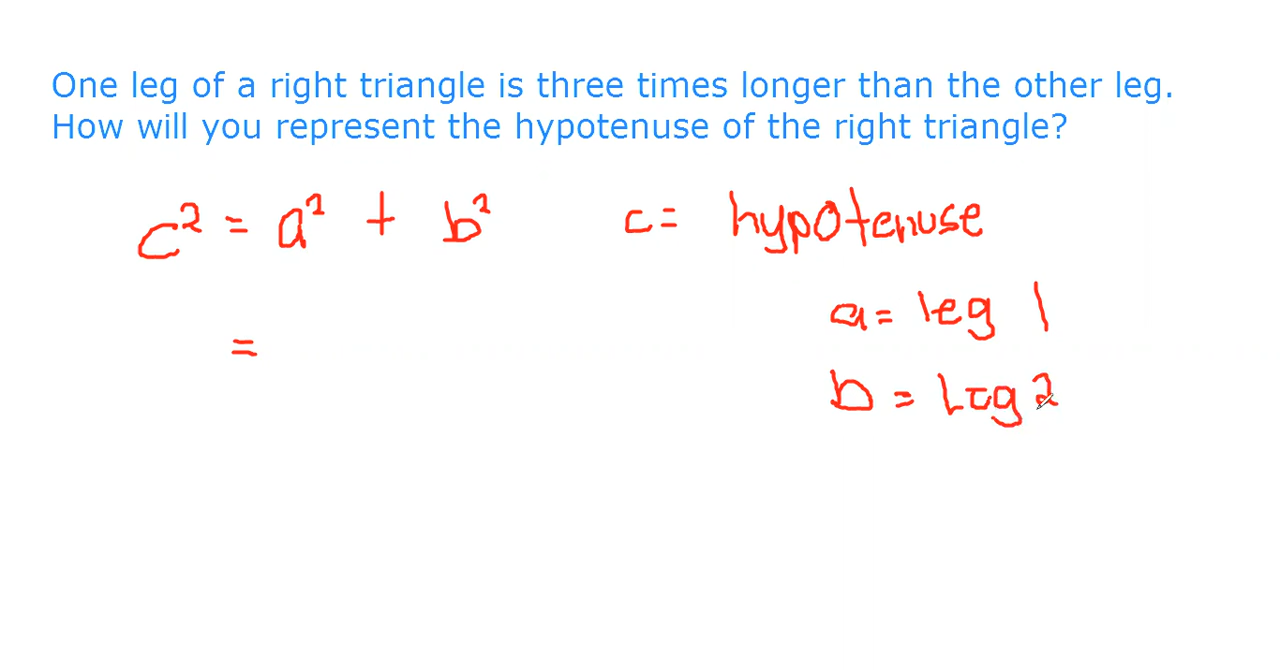 One leg of a right triangle is three times longer than the other leg.
How will you represent the hypotenuse of the right triangle?
c² = a² + b² c = hypotenuse
a = leg 1
=
b = Leg 2